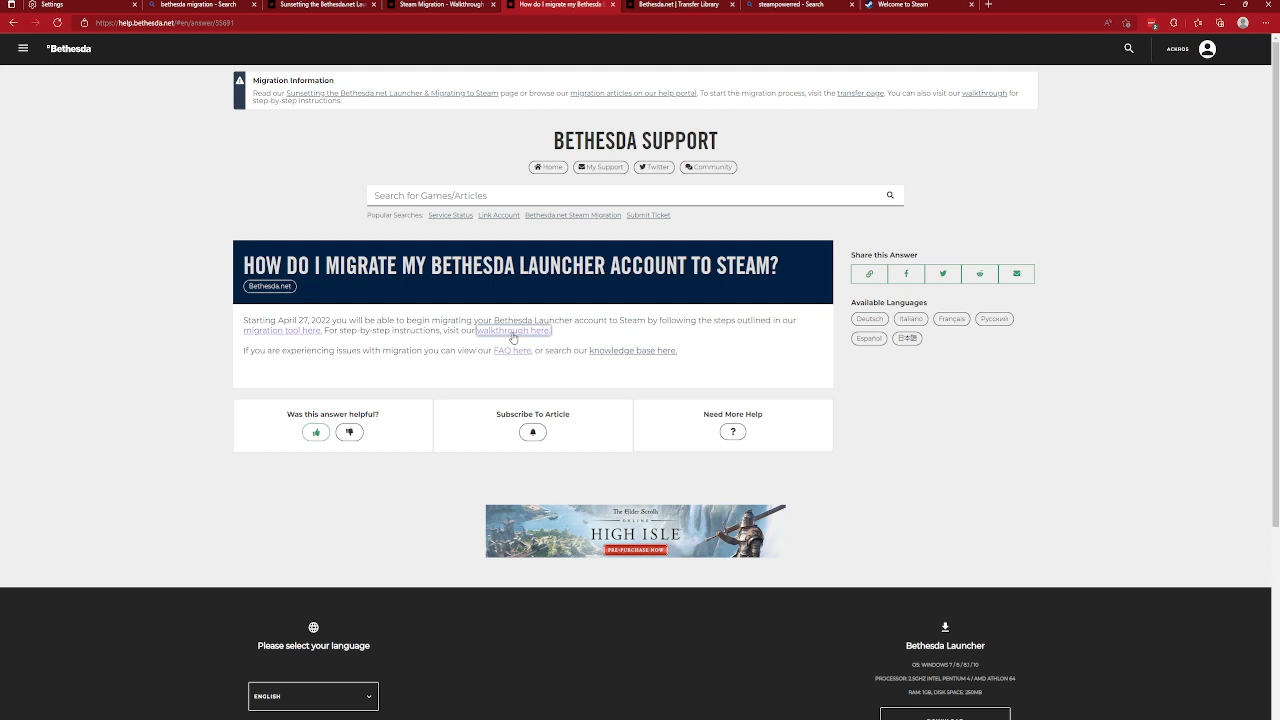 Settings
bethesda migration - Search
Sunsetting the Bethesda.net Lau
Steam Migration - Walkthrough
How do I migrate my Bethesda L
Bethesda.net | Transfer Library
steampowrred - Search
Welcome to Steam
https://help.bethesda.net/#en/answer/55691
Bethesda
ACKROS
Migration Information
Read our Sunsetting the Bethesda.net Launcher & Migrating to Steam page or browse our migration articles on our help portal. To start the migration process, visit the transfer page. You can also visit our walkthrough for
step-by-step instructions.
BETHESDA SUPPORT
Home
My Support
Twitter
Community
Search for Games/Articles
Popular Searches: Service Status Link Account Bethesda.net Steam Migration Submit Ticket
HOW DO I MIGRATE MY BETHESDA LAUNCHER ACCOUNT TO STEAM?
Bethesda.net
Starting April 27, 2022 you will be able to begin migrating your Bethesda Launcher account to Steam by following the steps outlined in our
migration tool here. For step-by-step instructions, visit our walkthrough here.
If you are experiencing issues with migration you can view our FAQ here, or search our knowledge base here.
Share this Answer
Available Languages
Deutsch
Italiano
Français
Русский
Español
日本語
Was this answer helpful?
Subscribe To Article
Need More Help
?
The Elder Scrolls
ONLINE
HIGH ISLE
PRE-PURCHASE NOW
Please select your language
ENGLISH
Bethesda Launcher
OS: WINDOWS 7 / 8 / 8.1 / 10
PROCESSOR: 2.5GHZ INTEL PENTIUM 4 / AMD ATHLON 64
RAM: 1GB, DISK SPACE: 250MB
DOWNLOAD